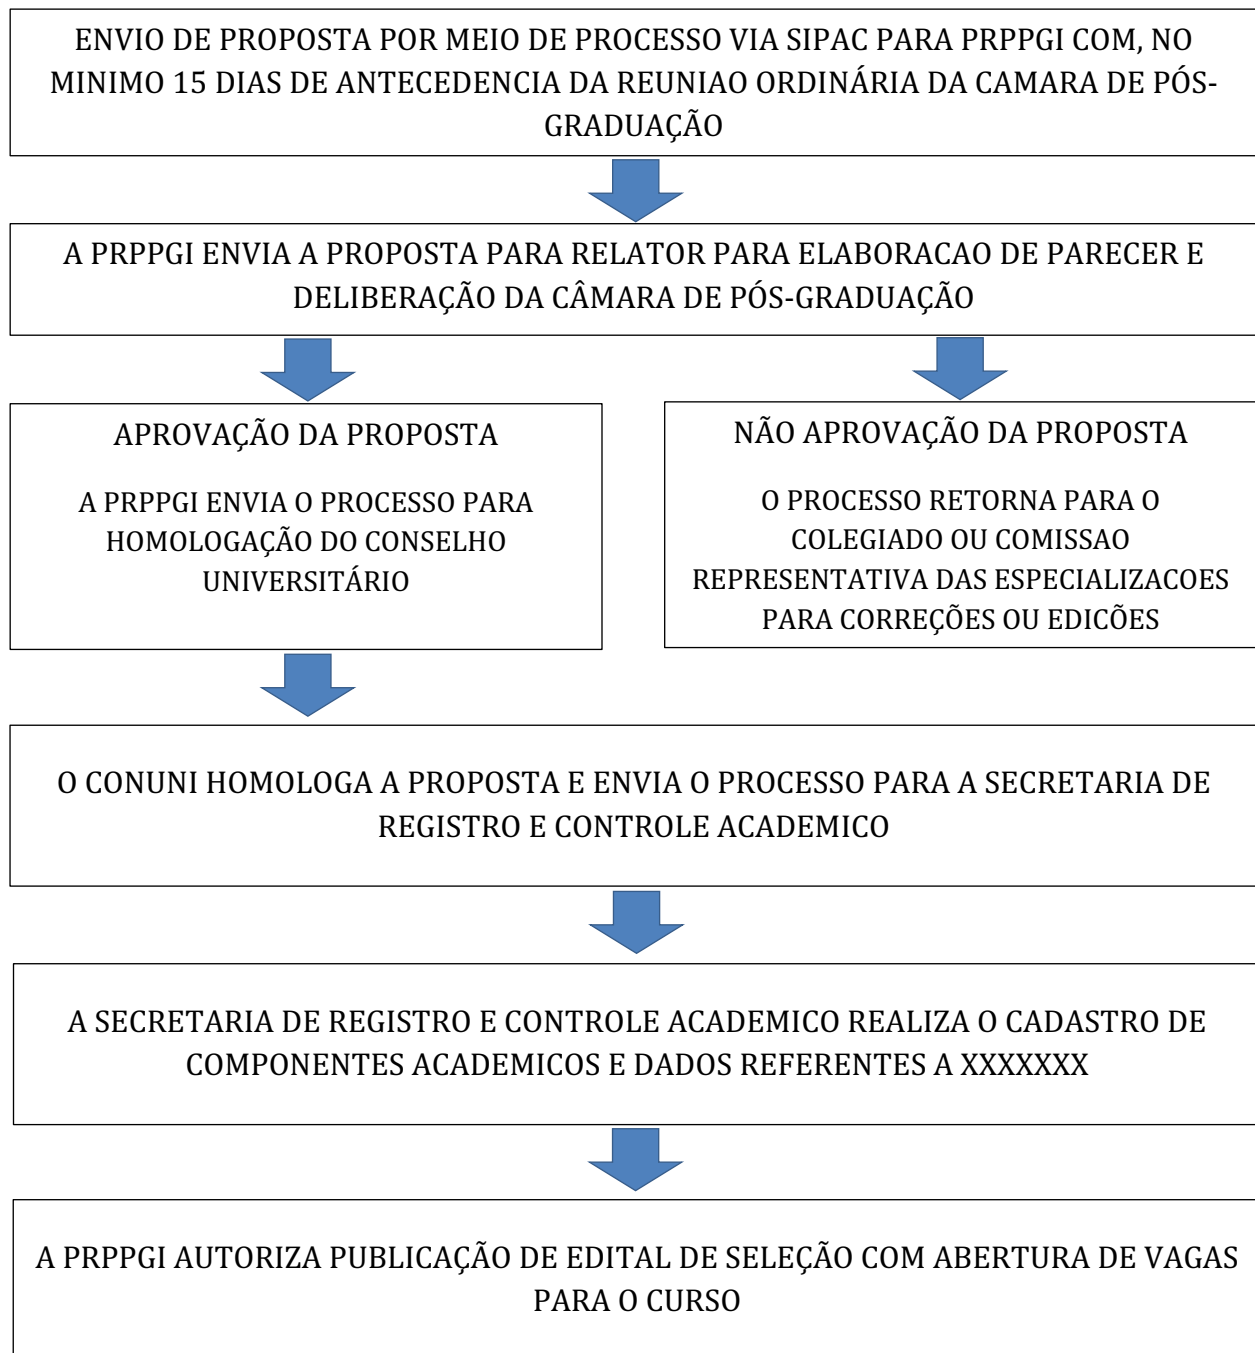 ENVIO DE PROPOSTA POR MEIO DE PROCESSO VIA SIPAC PARA PRPPGI COM, NO
MINIMO 15 DIAS DE ANTECEDENCIA DA REUNIAO ORDINÁRIA DA CAMARA DE PÓS-
GRADUAÇÃO
A PRPPGI ENVIA A PROPOSTA PARA RELATOR PARA ELABORACAO DE PARECER E
DELIBERAÇÃO DA CÂMARA DE PÓS-GRADUAÇÃO
APROVAÇÃO DA PROPOSTA
A PRPPGI ENVIA O PROCESSO PARA
HOMOLOGAÇÃO DO CONSELHO
UNIVERSITÁRIO
NÃO APROVAÇÃO DA PROPOSTA
O PROCESSO RETORNA PARA O
COLEGIADO OU COMISSAO
REPRESENTATIVA DAS ESPECIALIZACOES
PARA CORREÇÕES OU EDICÕES
O CONUNI HOMOLOGA A PROPOSTA E ENVIA O PROCESSO PARA A SECRETARIA DE
REGISTRO E CONTROLE ACADEMICO
A SECRETARIA DE REGISTRO E CONTROLE ACADEMICO REALIZA O CADASTRO DE
COMPONENTES ACADEMICOS E DADOS REFERENTES A XXXXXXX
A PRPPGI AUTORIZA PUBLICAÇÃO DE EDITAL DE SELEÇÃO COM ABERTURA DE VAGAS
PARA O CURSO